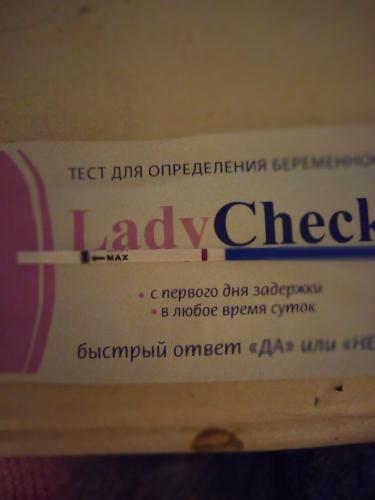 ТЕСТ ДЛЯ ОПРЕДЕЛЕНИЯ БЕРЕМЕННО
LadyCheck
MAX
• с первого дня задержки
• в любое время суток
быстрый ответ «ДА» или «НЕ